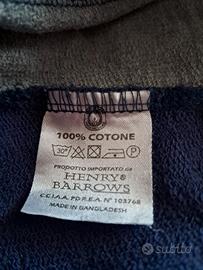 100% COTONE
30°
P
PRODOTTO IMPORTATO da
HENRY
BARROWS
C.C.I.A.A. PD R.E.A. N° 103768
MADE IN BANGLADESH
subito